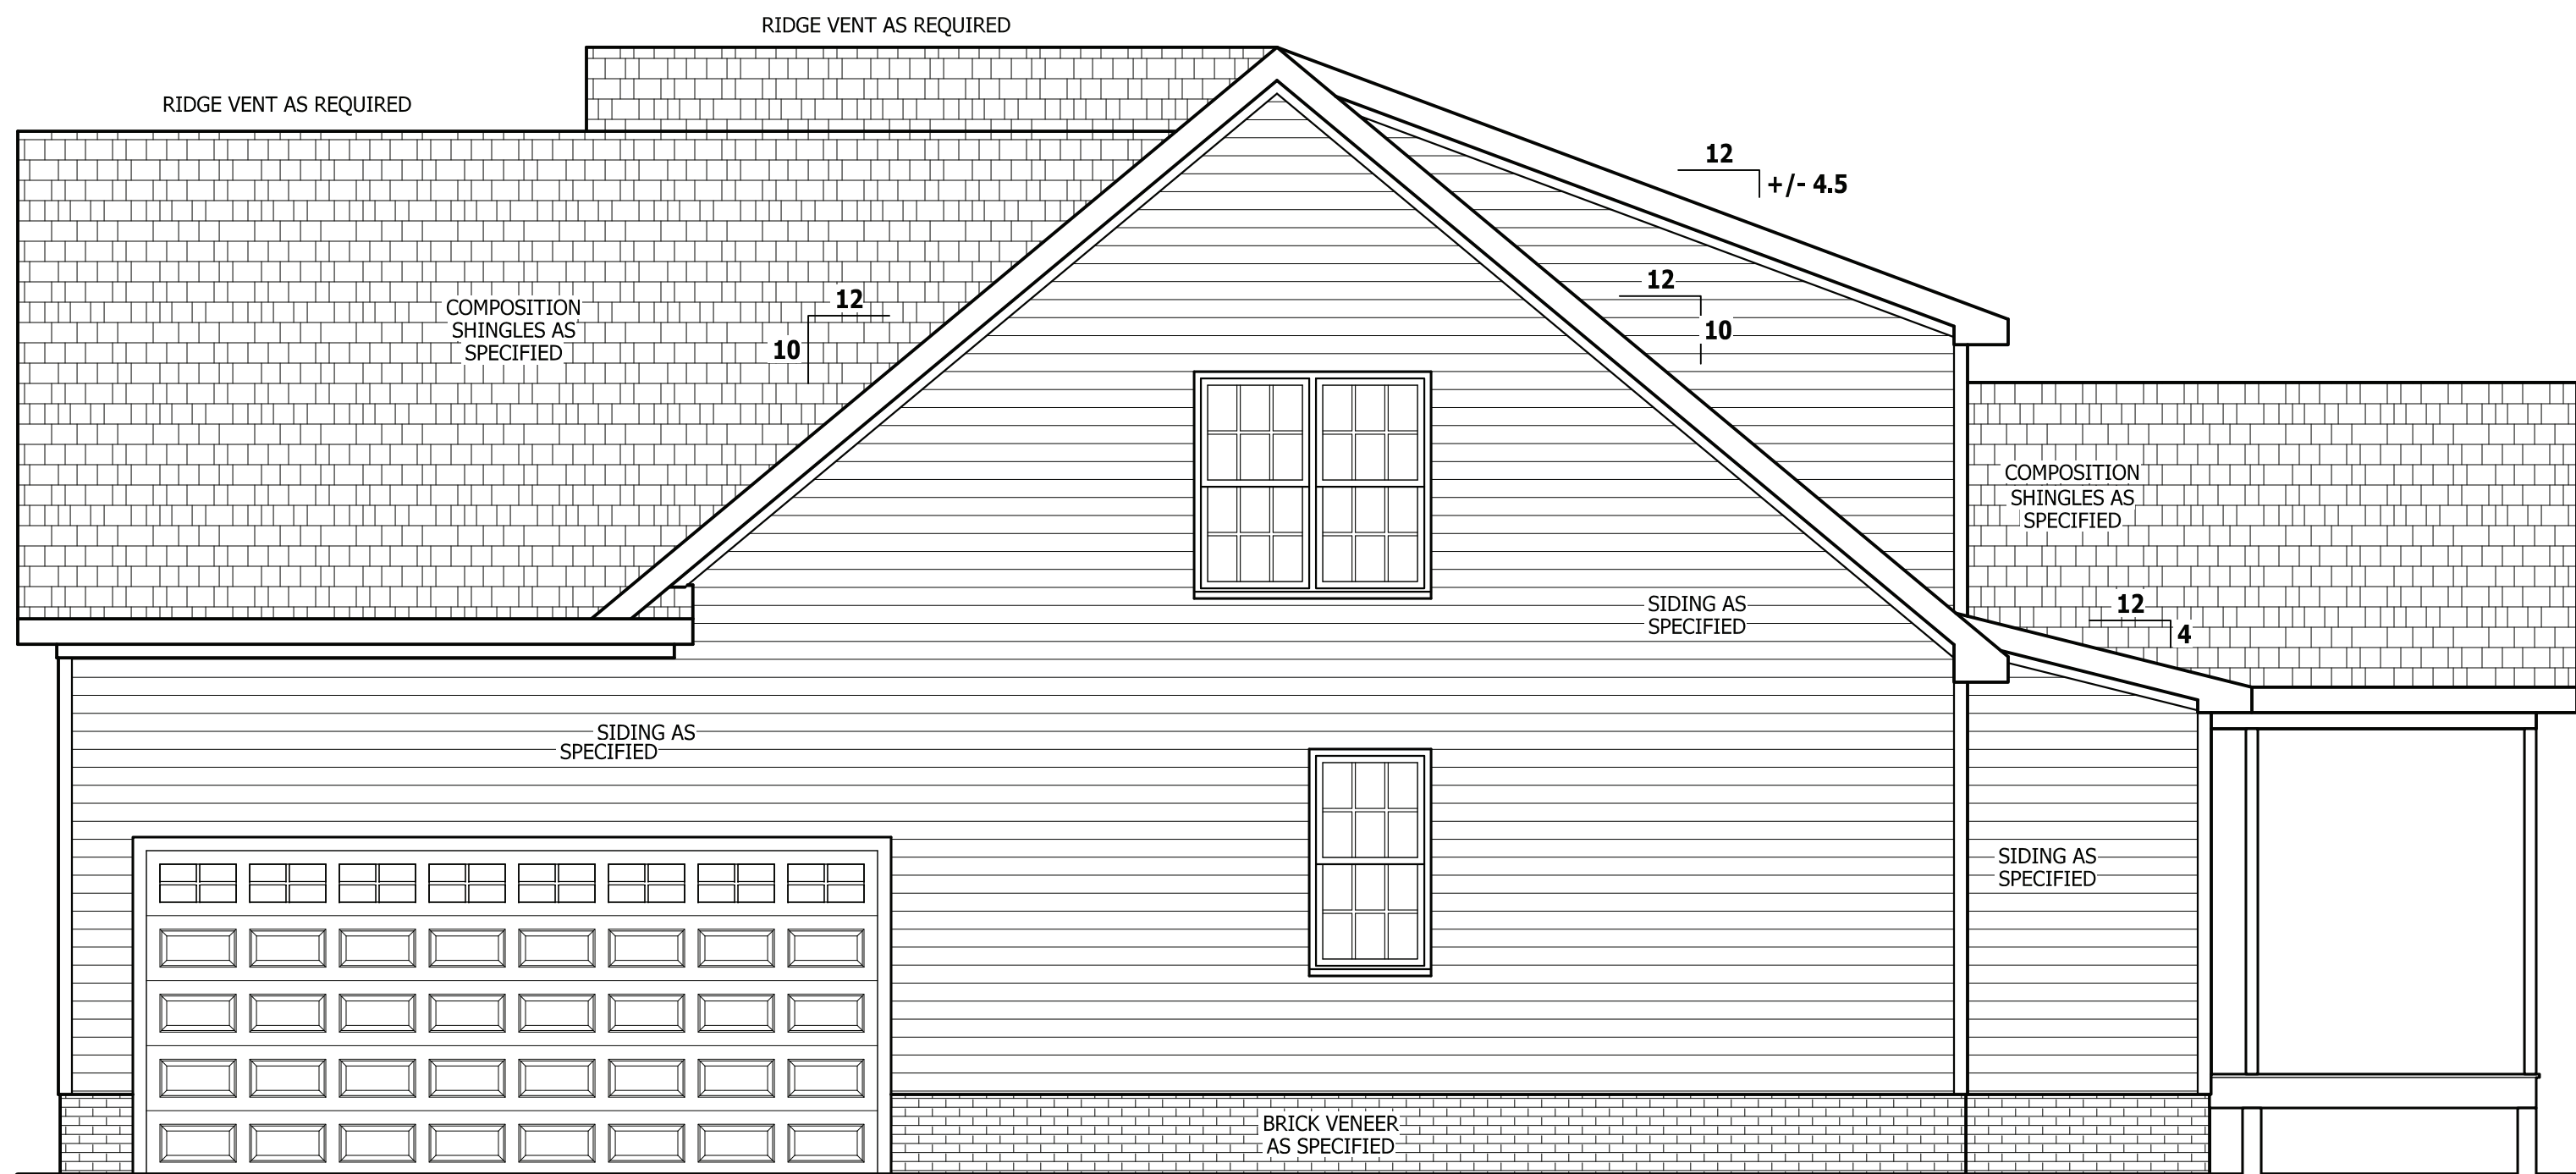 RIDGE VENT AS REQUIRED
RIDGE VENT AS REQUIRED
12
+/- 4.5
12
10
12
10
COMPOSITION
SHINGLES AS
SPECIFIED
COMPOSITION
SHINGLES AS
SPECIFIED
12
4
SIDING AS
SPECIFIED
SIDING AS
SPECIFIED
SIDING AS
SPECIFIED
BRICK VENEER
AS SPECIFIED